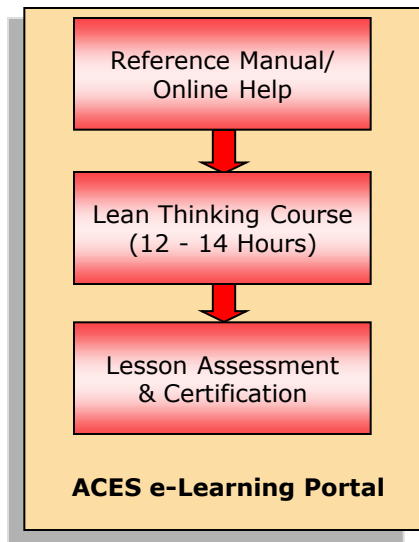 Reference Manual/
Online Help
Lean Thinking Course
(12 - 14 Hours)
Lesson Assessment
& Certification
ACES e-Learning Portal